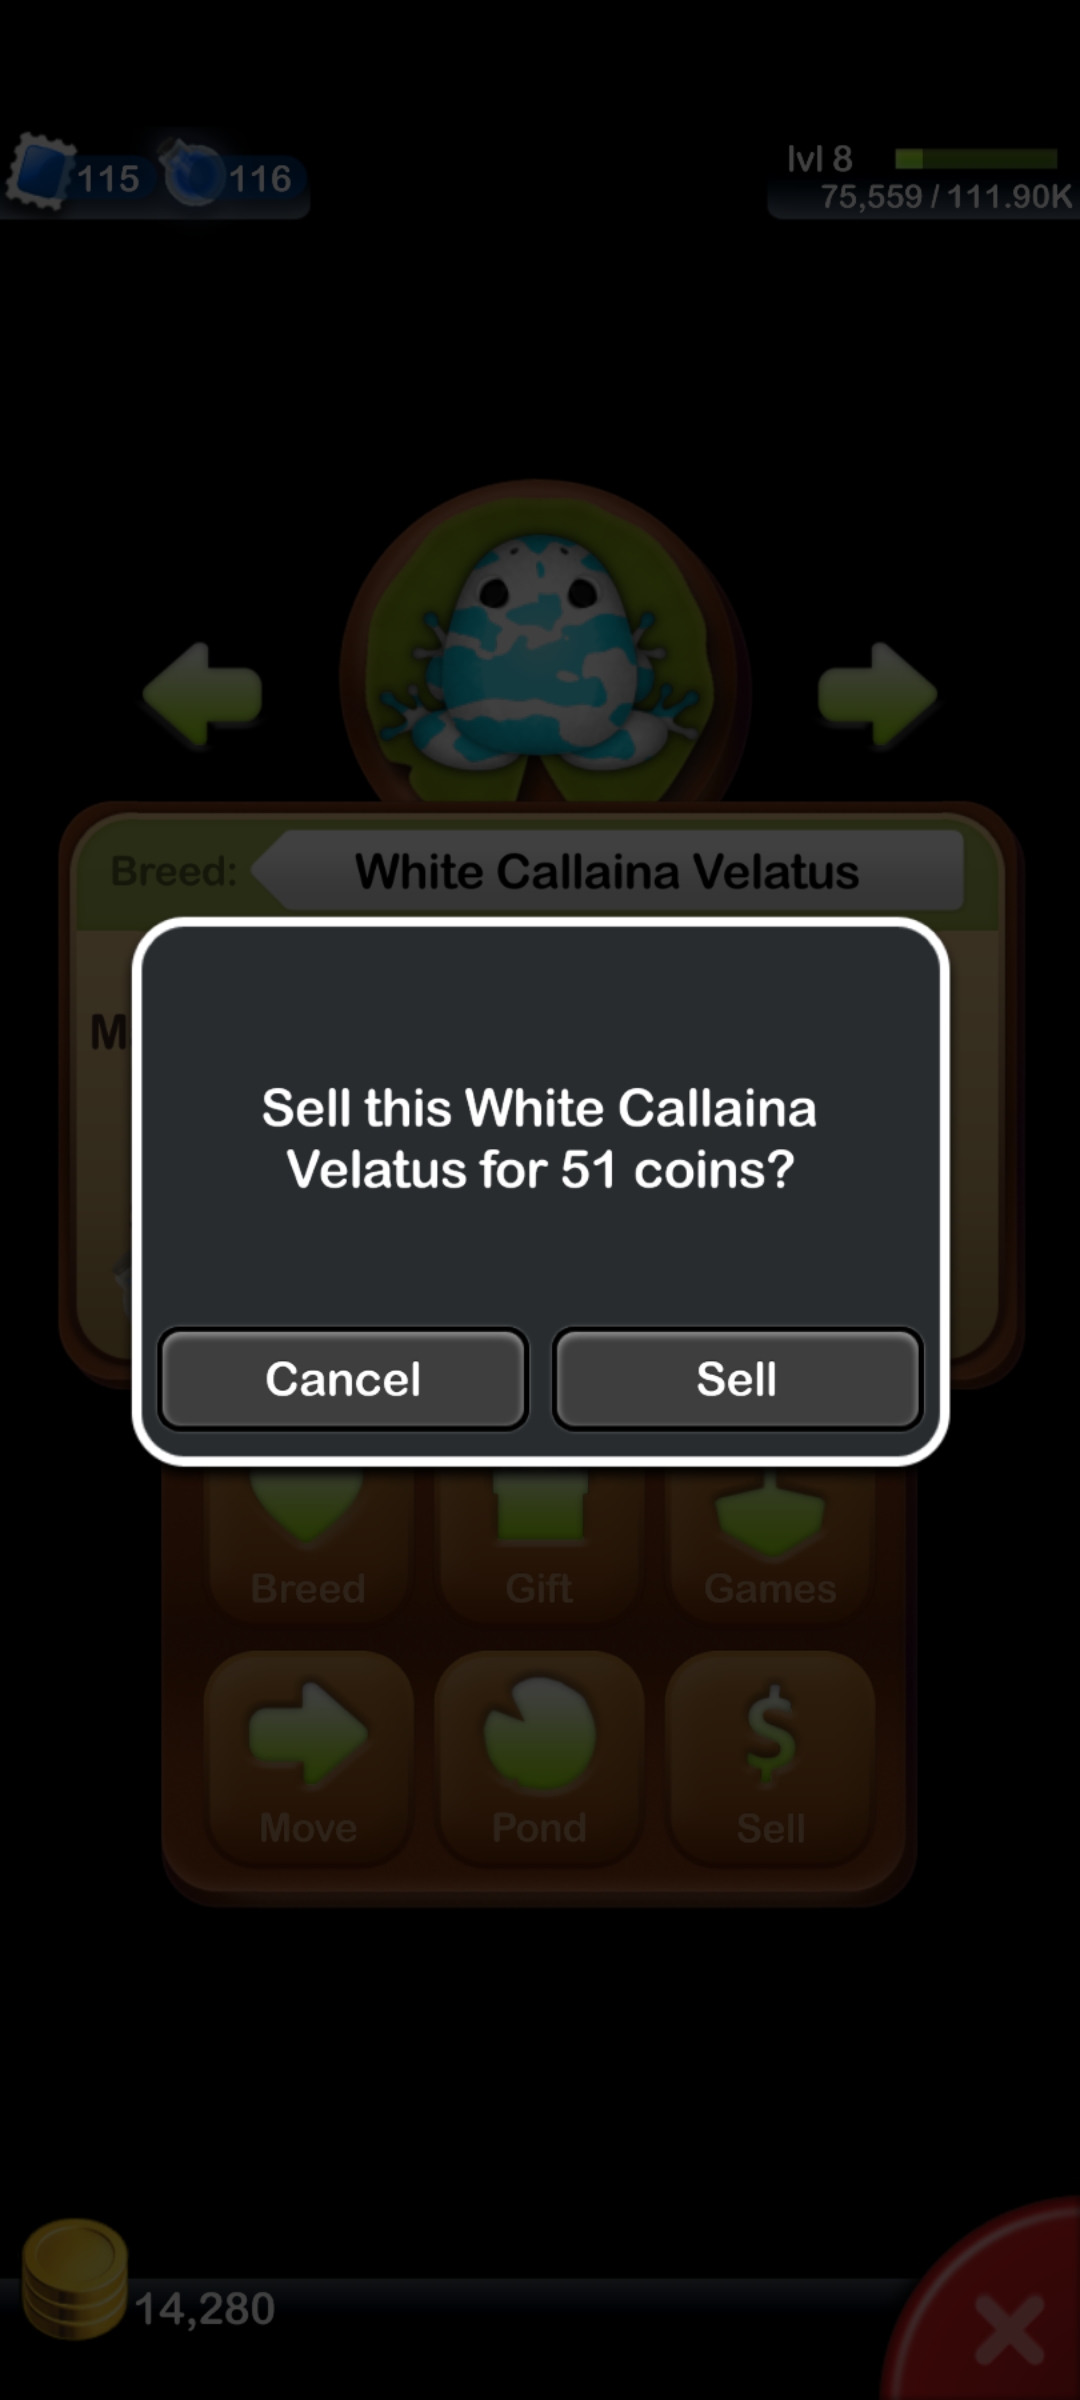 115
116
lvl 8
75,559 / 111.90K
Breed:
White Callaina Velatus
M
Sell this White Callaina
Velatus for 51 coins?
Cancel
Sell
Breed
Gift
Games
Move
Pond
$
Sell
14,280